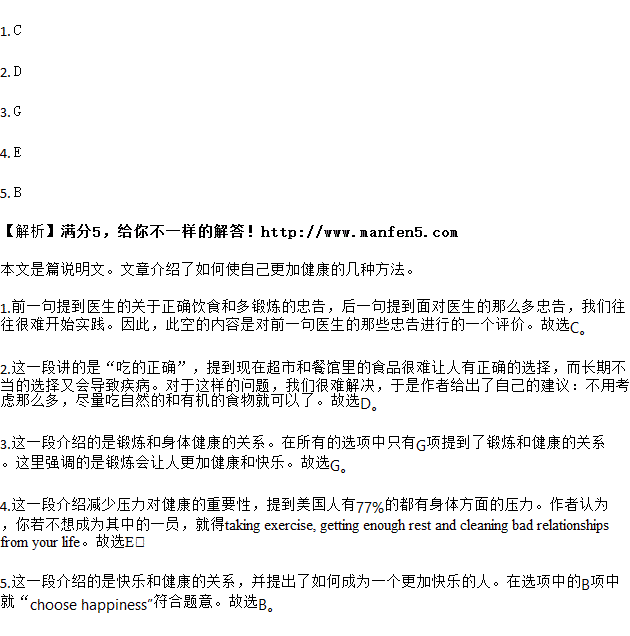 1.C
2.D
3.G
4.E
5.B
【解析】满分5，给你不一样的解答！http://www.manfen5.com
本文是篇说明文。文章介绍了如何使自己更加健康的几种方法。
1.前一句提到医生的关于正确饮食和多锻炼的忠告，后一句提到面对医生的那么多忠告，我们往
往很难开始实践。因此，此空的内容是对前一句医生的那些忠告进行的一个评价。故选C。
2.这一段讲的是“吃的正确”，提到现在超市和餐馆里的食品很难让人有正确的选择，而长期不
当的选择又会导致疾病。对于这样的问题，我们很难解决，于是作者给出了自己的建议：不用考
虑那么多，尽量吃自然的和有机的食物就可以了。故选D。
3.这一段介绍的是锻炼和身体健康的关系。在所有的选项中只有G项提到了锻炼和健康的关系
。这里强调的是锻炼会让人更加健康和快乐。故选G。
4.这一段介绍减少压力对健康的重要性，提到美国人有77%的都有身体方面的压力。作者认为
，你若不想成为其中的一员，就得taking exercise, getting enough rest and cleaning bad relationships
from your life。故选E
5.这一段介绍的是快乐和健康的关系，并提出了如何成为一个更加快乐的人。在选项中的B项中
就“choose happiness”符合题意。故选B。